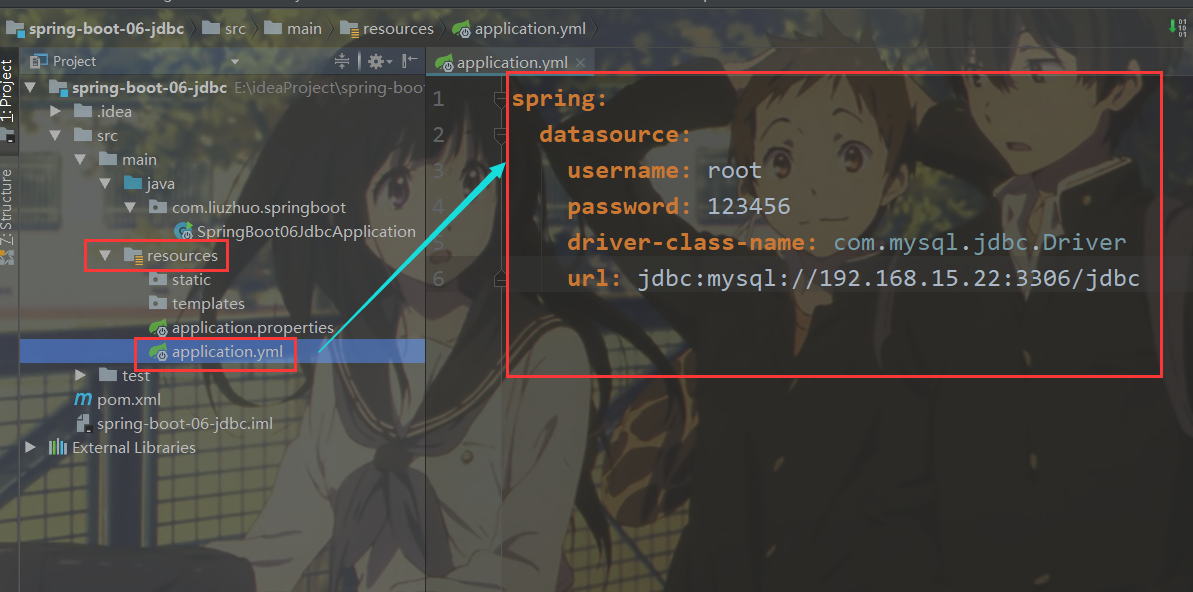 spring-boot-06-jdbc src main resources application.yml
Project
application.yml
1: Project
Z: Structure
spring-boot-06-jdbc E:\ideaProject\spring-boo
.idea
src
main
java
com.liuzhuo.springboot
SpringBoot06JdbcApplication
resources
static
templates
application.properties
application.yml
test
pom.xml
spring-boot-06-jdbc.iml
External Libraries
1 spring:
2 datasource:
3 username: root
4 password: 123456
5 driver-class-name: com.mysql.jdbc.Driver
6 url: jdbc:mysql://192.168.15.22:3306/jdbc